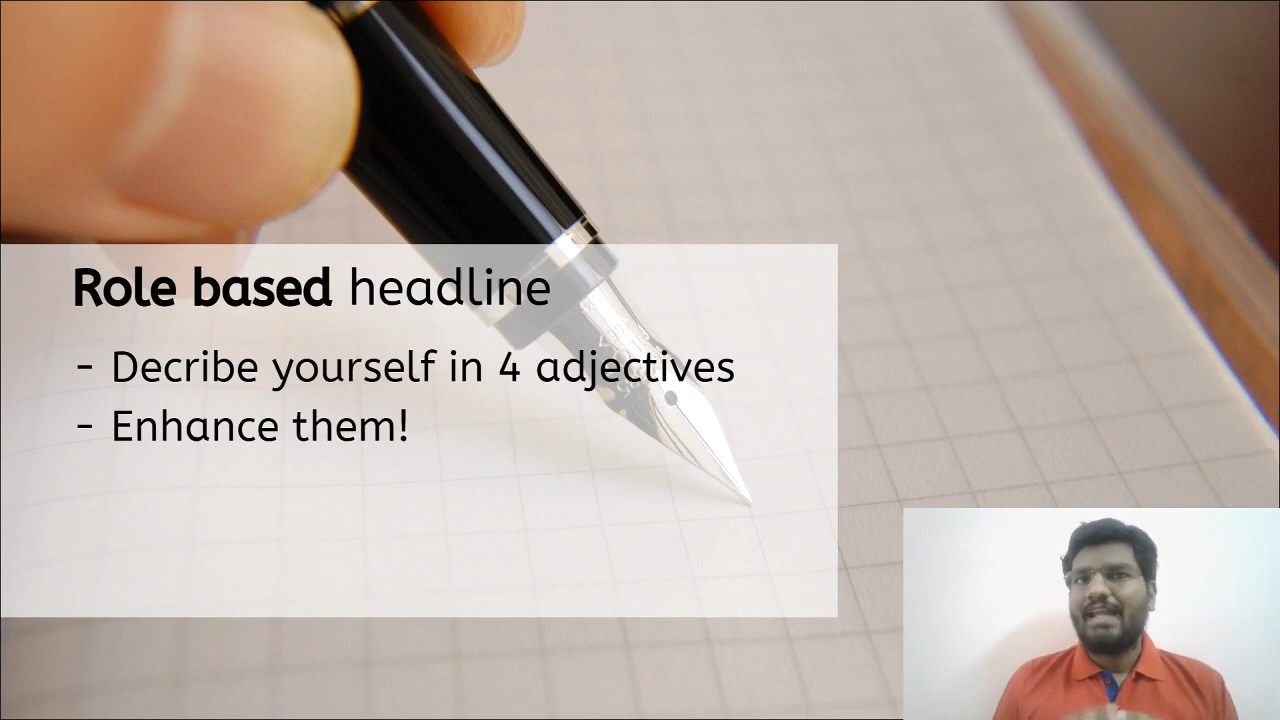 Role based headline
- Decribe yourself in 4 adjectives
- Enhance them!